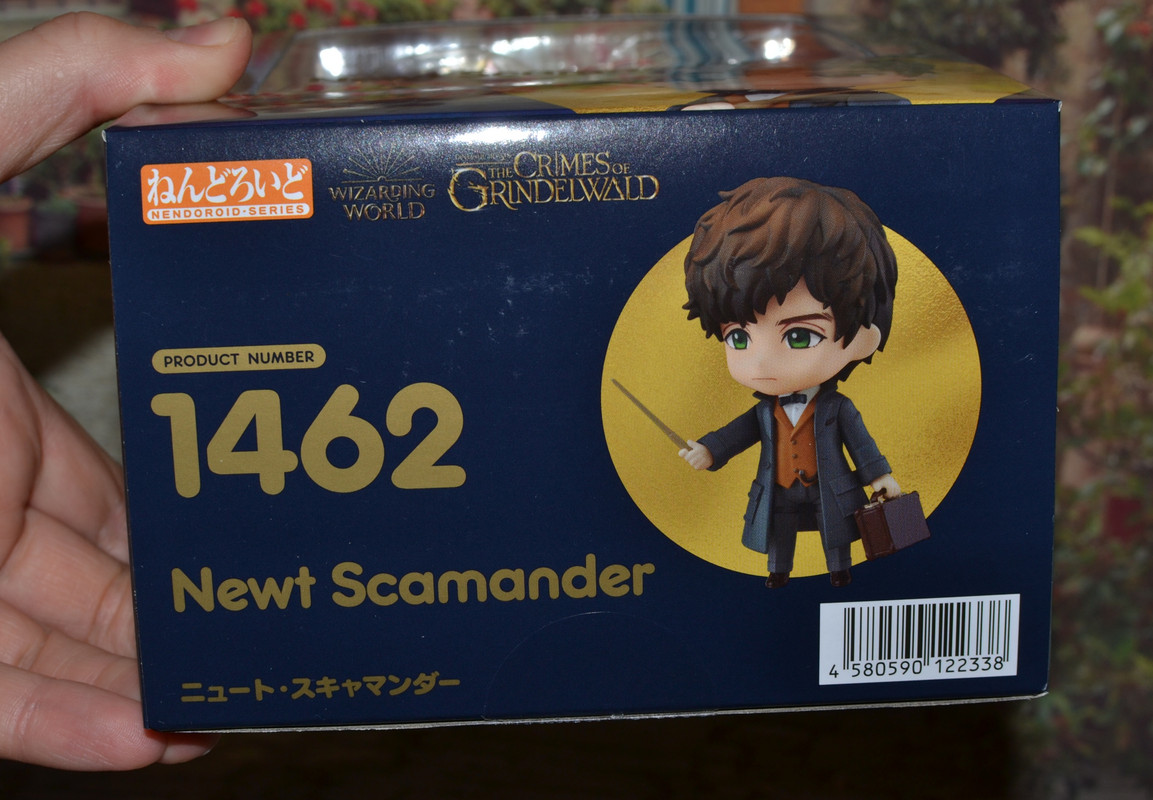 ねんどろいど
NENDOROID·SERIES
WIZARDING
WORLD
THE CRIMES OF
GRINDELWALD
PRODUCT NUMBER
1462
Newt Scamander
ニュート・スキャマンダー
4 580590 122338